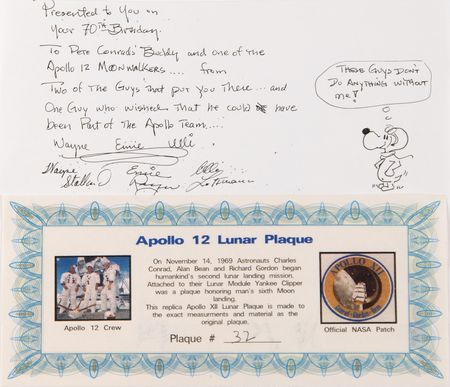 Presented to You on
Your 70th Birthday.
To Pete Conrads' Buddy and one of the
Apollo 12 Moonwalkers.... from
Two of the Guys that put you There... and
One Guy who wished That he could have
been Part of the Apollo Team....
Wayne Ernie Ulli
Wayne Ernie Ulli
THESE GUYS DON'T
DO ANYTHING WITHOUT
me!
Apollo 12 Lunar Plaque
On November 14, 1969 Astronauts Charles
Conrad, Alan Bean and Richard Gordon began
humankind's second lunar landing mission.
Attached to their Lunar Module Yankee Clipper
was a plaque honoring man's sixth Moon
landing.
This replica Apollo XII Lunar Plaque is made to
the exact measurments and material as the
original plaque.
Apollo 12 Crew
Plaque # 32
APOLLO XII
Official NASA Patch